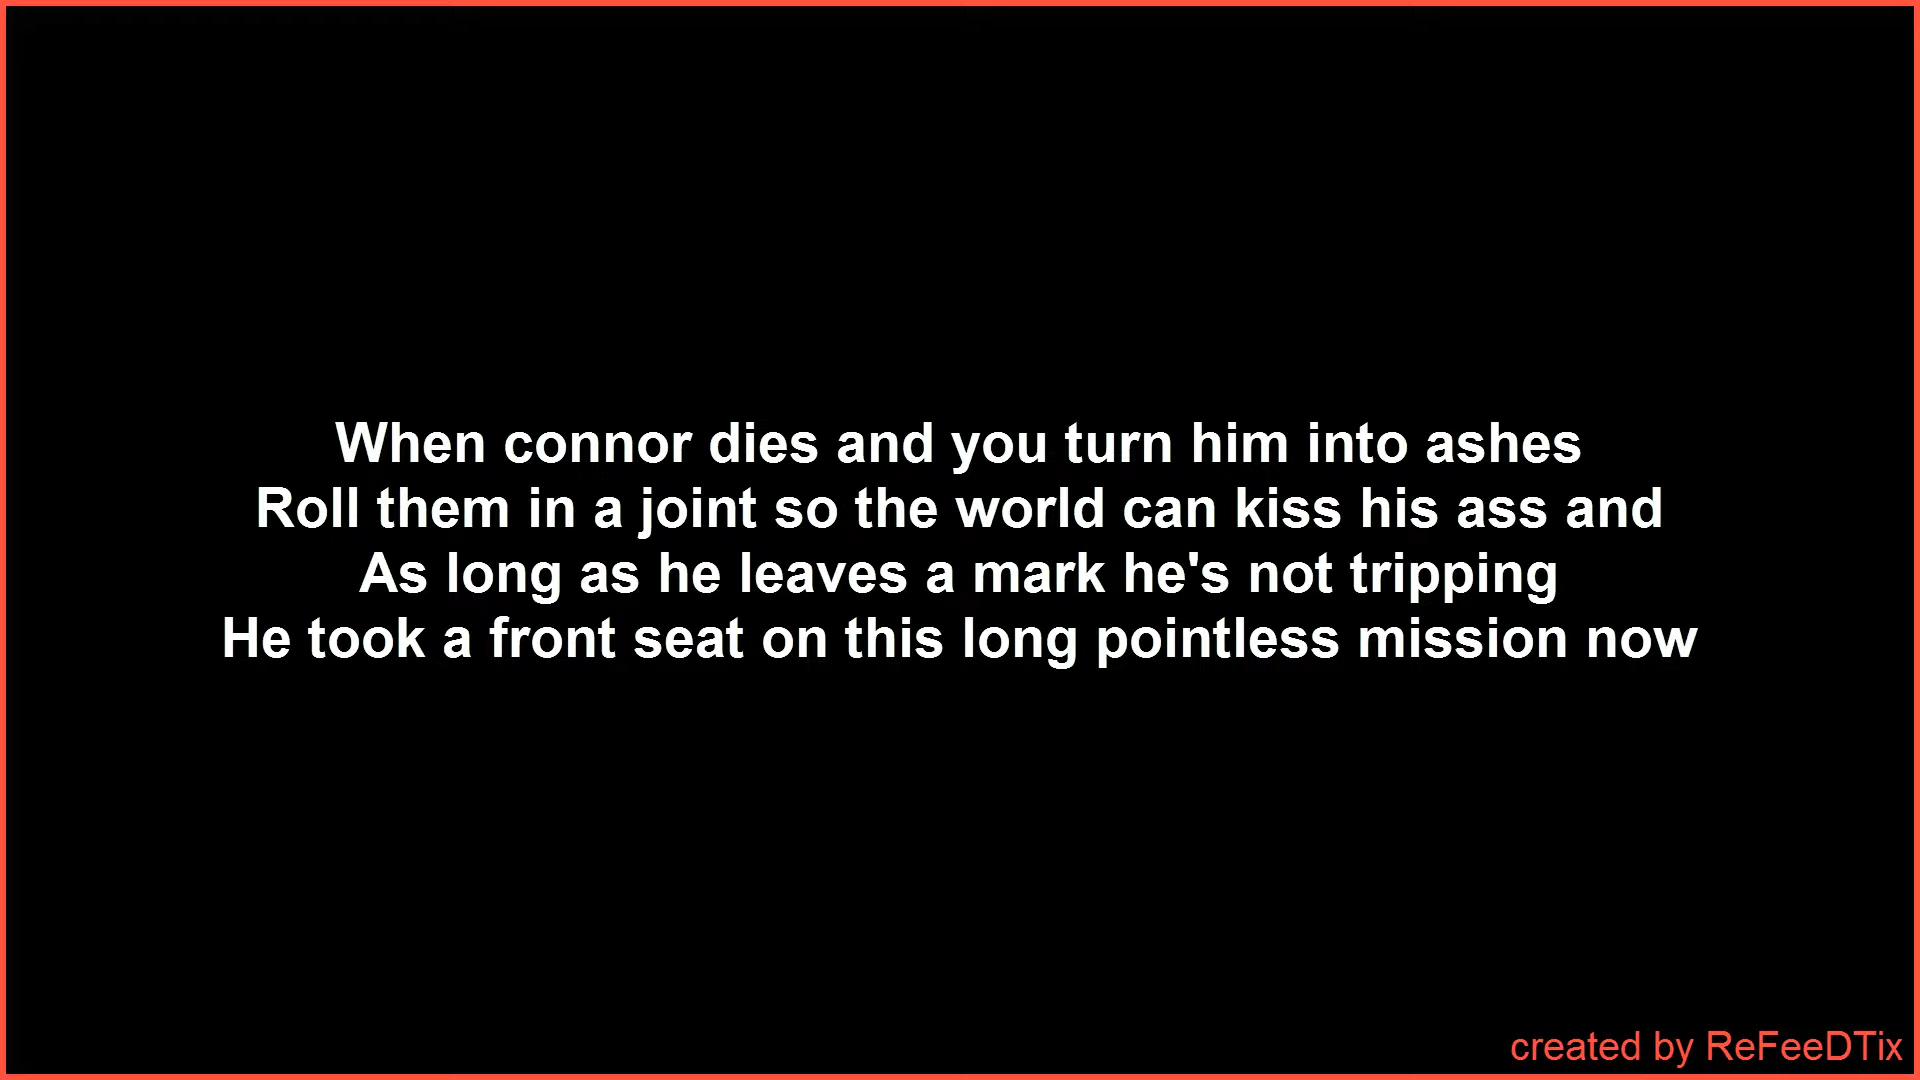 When connor dies and you turn him into ashes
Roll them in a joint so the world can kiss his ass and
As long as he leaves a mark he's not tripping
He took a front seat on this long pointless mission now
created by ReFeeDTix